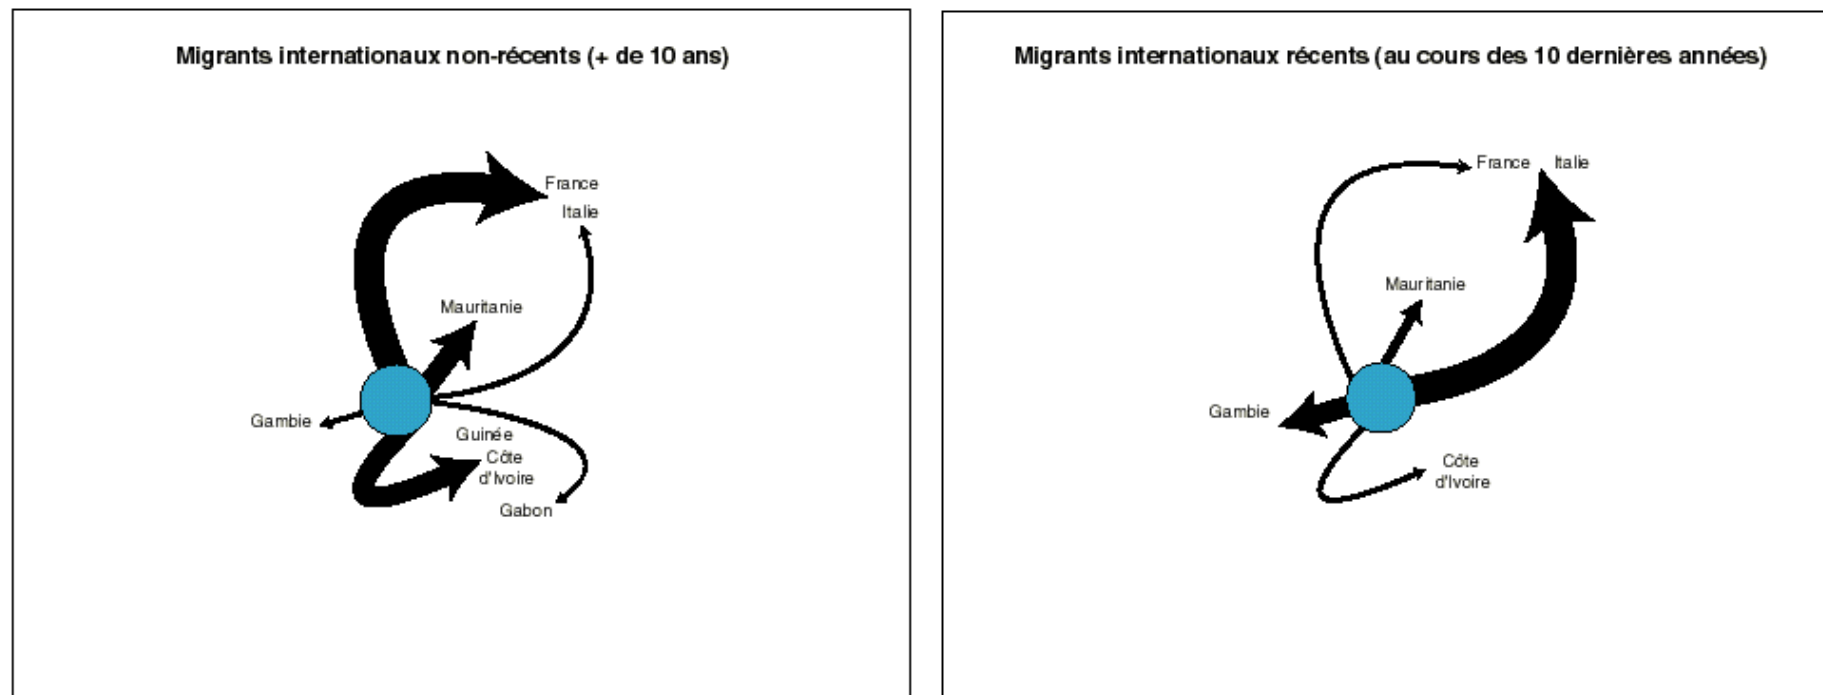 Migrants internationaux non-récents (+ de 10 ans)
France
Italie
Mauritanie
Gambie
Guinée
Côte
d'Ivoire
Gabon
Migrants internationaux récents (au cours des 10 dernières années)
France
Italie
Mauritanie
Gambie
Côte
d'Ivoire